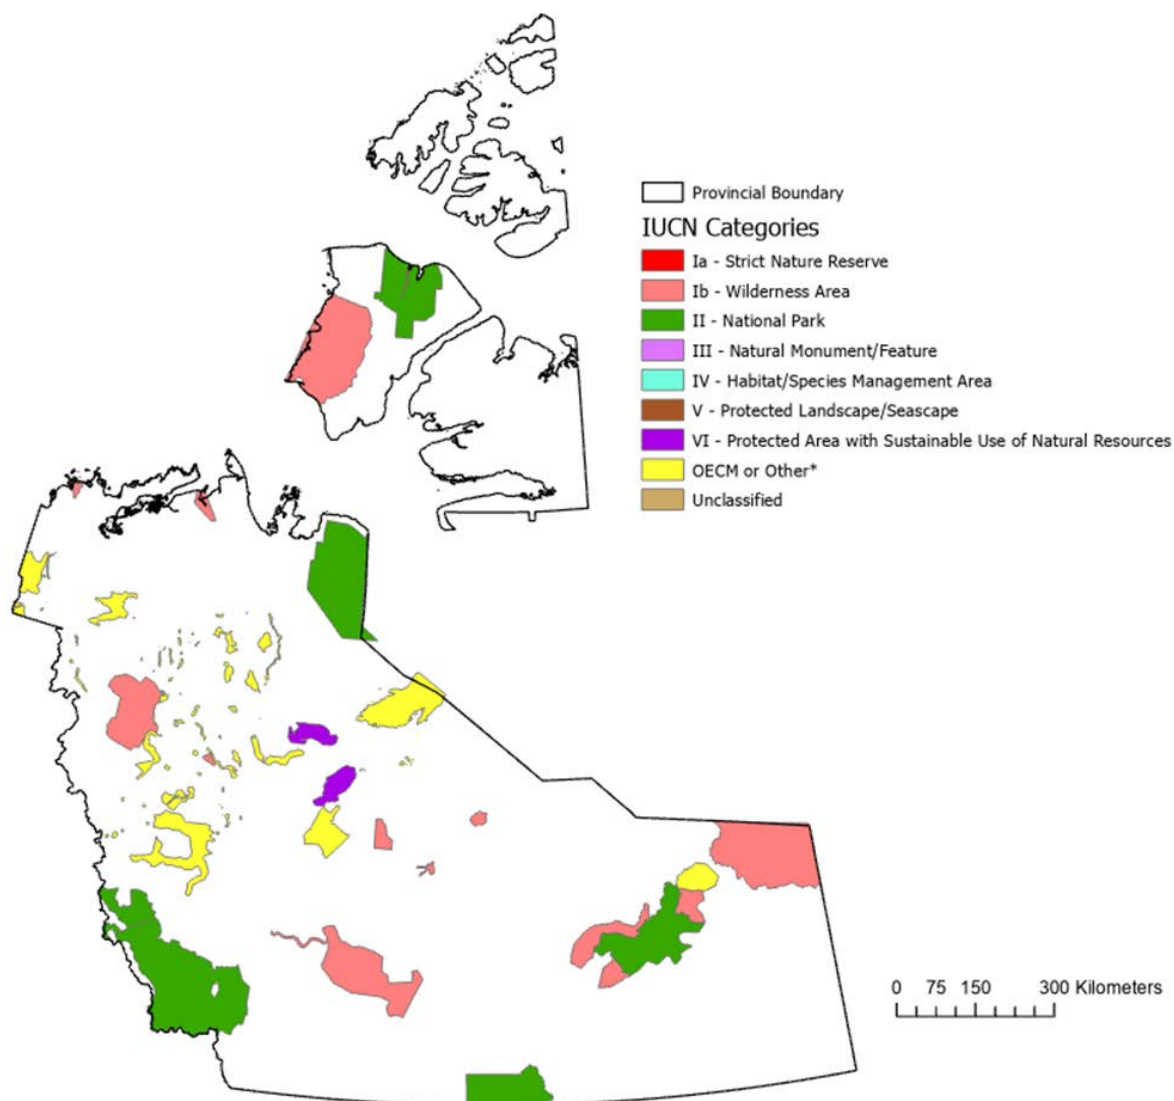 Provincial Boundary
IUCN Categories
Ia - Strict Nature Reserve
Ib - Wilderness Area
II - National Park
III - Natural Monument/Feature
IV - Habitat/Species Management Area
V - Protected Landscape/Seascape
VI - Protected Area with Sustainable Use of Natural Resources
OECM or Other*
Unclassified
0 75 150 300 Kilometers